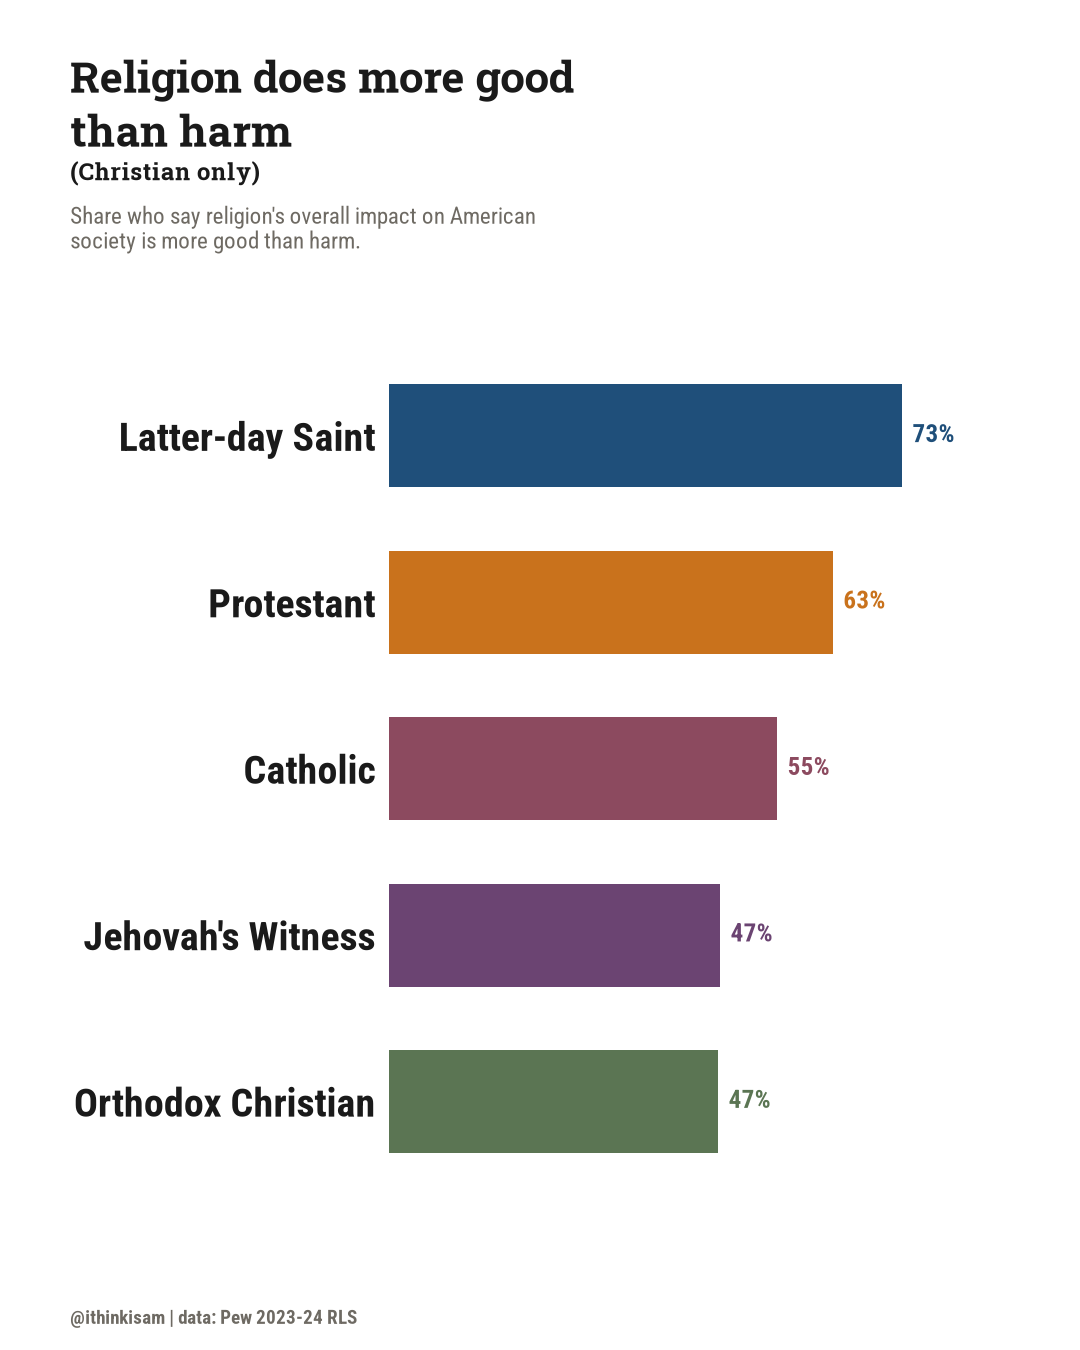 Religion does more good
than harm
(Christian only)
Share who say religion's overall impact on American
society is more good than harm.
Latter-day Saint 73%
Protestant 63%
Catholic 55%
Jehovah's Witness 47%
Orthodox Christian 47%
@ithinkisam | data: Pew 2023-24 RLS